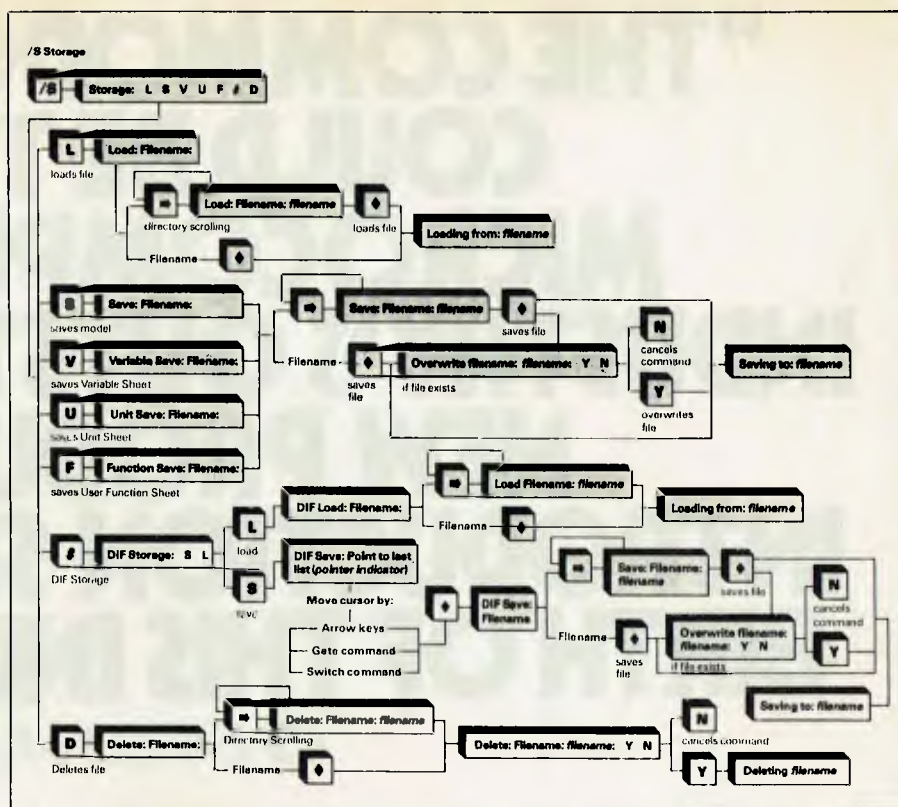 /S Storage
/S Storage: L S V U F # D
L Load: Filename:
loads file
Load: Filename: filename
directory scrolling
loads file
Filename
Loading from: filename
S Save: Filename:
saves model
Save: Filename: filename
saves file
V Variable Save: Filename:
saves Variable Sheet
Filename
saves file
Overwrite filename: filename: Y N
if file exists
N
cancels command
Y
overwrites file
Saving to: filename
U Unit Save: Filename:
saves Unit Sheet
F Function Save: Filename:
saves User Function Sheet
# DIF Storage: S L
DIF Storage
L
load
DIF Load: Filename:
Load Filename: filename
Filename
Loading from: filename
S
save
DIF Save: Point to last
list (pointer indicator)
Move cursor by:
Arrow keys
Gate command
Switch command
DIF Save:
Filename
Save: Filename:
filename
saves file
Filename
saves
file
Overwrite filename:
filename: Y N
if file exists
N
cancels
command
Y
Saving to: filename
D Delete: Filename:
Deletes file
Delete: Filename: filename
Directory Scrolling
Filename
Delete: Filename: filename: Y N
N
cancels command
Y Deleting filename